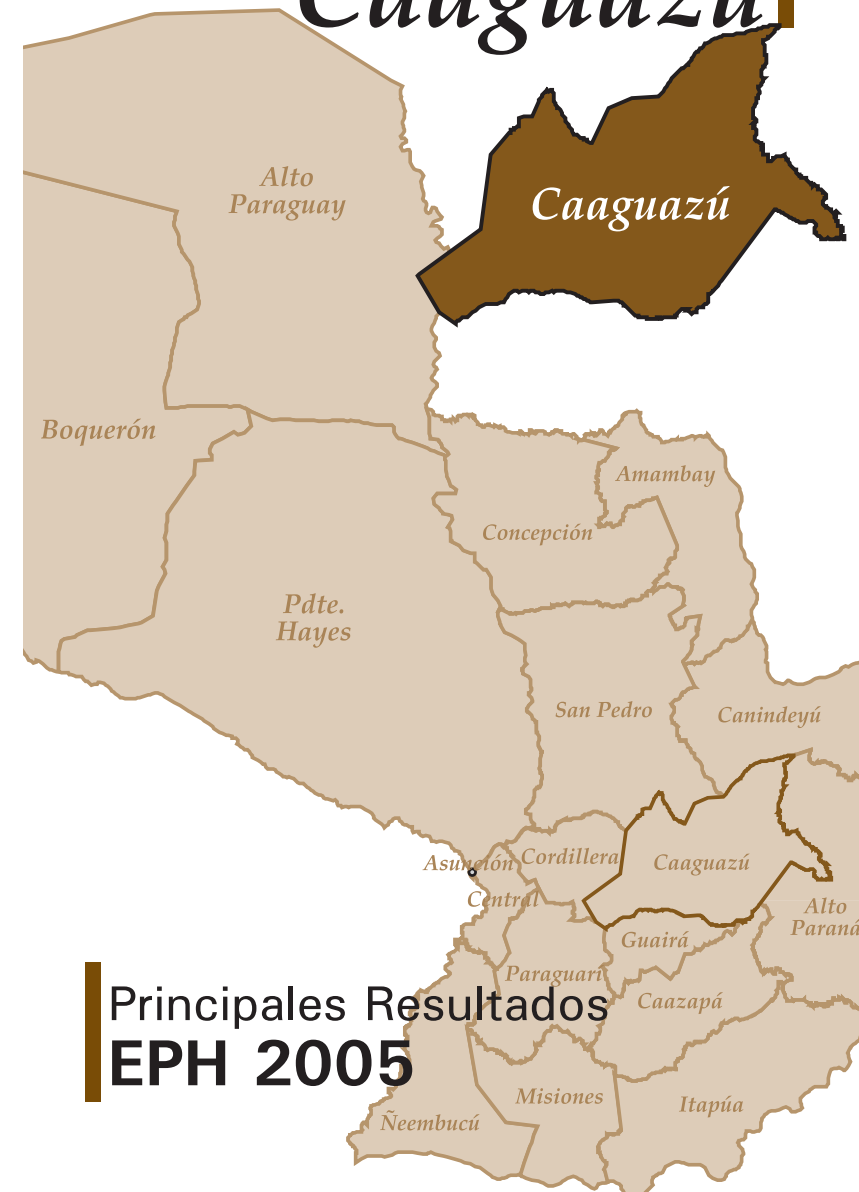 Caaguazú
Alto
Paraguay
Caaguazú
Boquerón
Amambay
Concepción
Pdte.
Hayes
San Pedro
Canindeyú
Asunción
Cordillera
Caaguazú
Central
Alto
Paraná
Guairá
Paraguarí
Caazapá
Principales Resultados
EPH 2005
Misiones
Itapúa
Ñeembucú